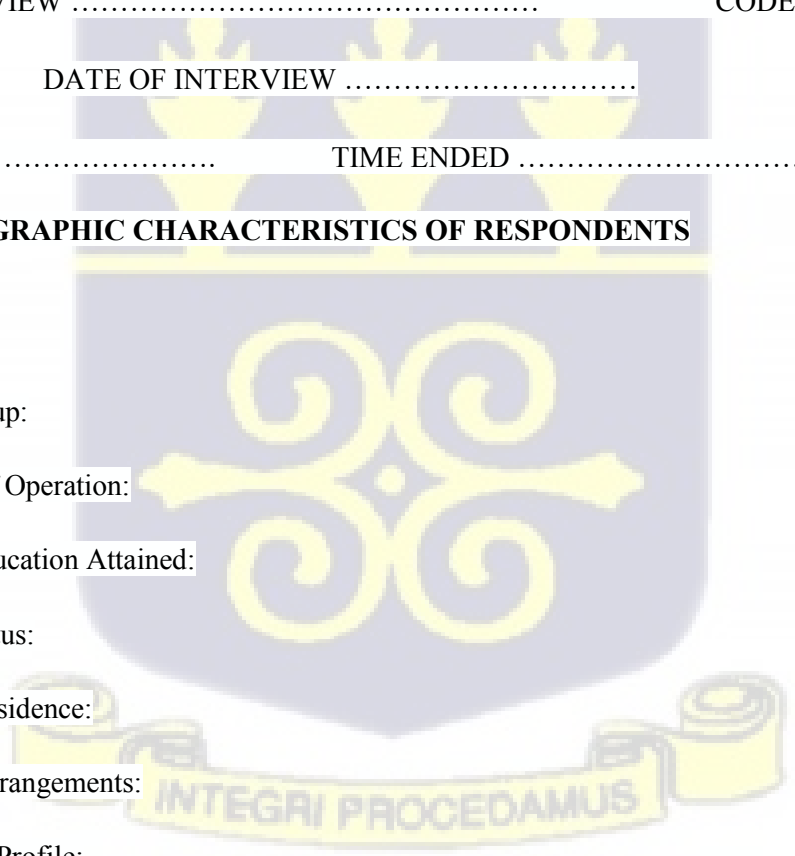 VIEW ………………………………………… CODE
DATE OF INTERVIEW …………………………
…………………. TIME ENDED ………………………
GRAPHIC CHARACTERISTICS OF RESPONDENTS
up:
Operation:
ucation Attained:
us:
sidence:
rangements:
INTEGRI PROCEDAMUS
Profile: